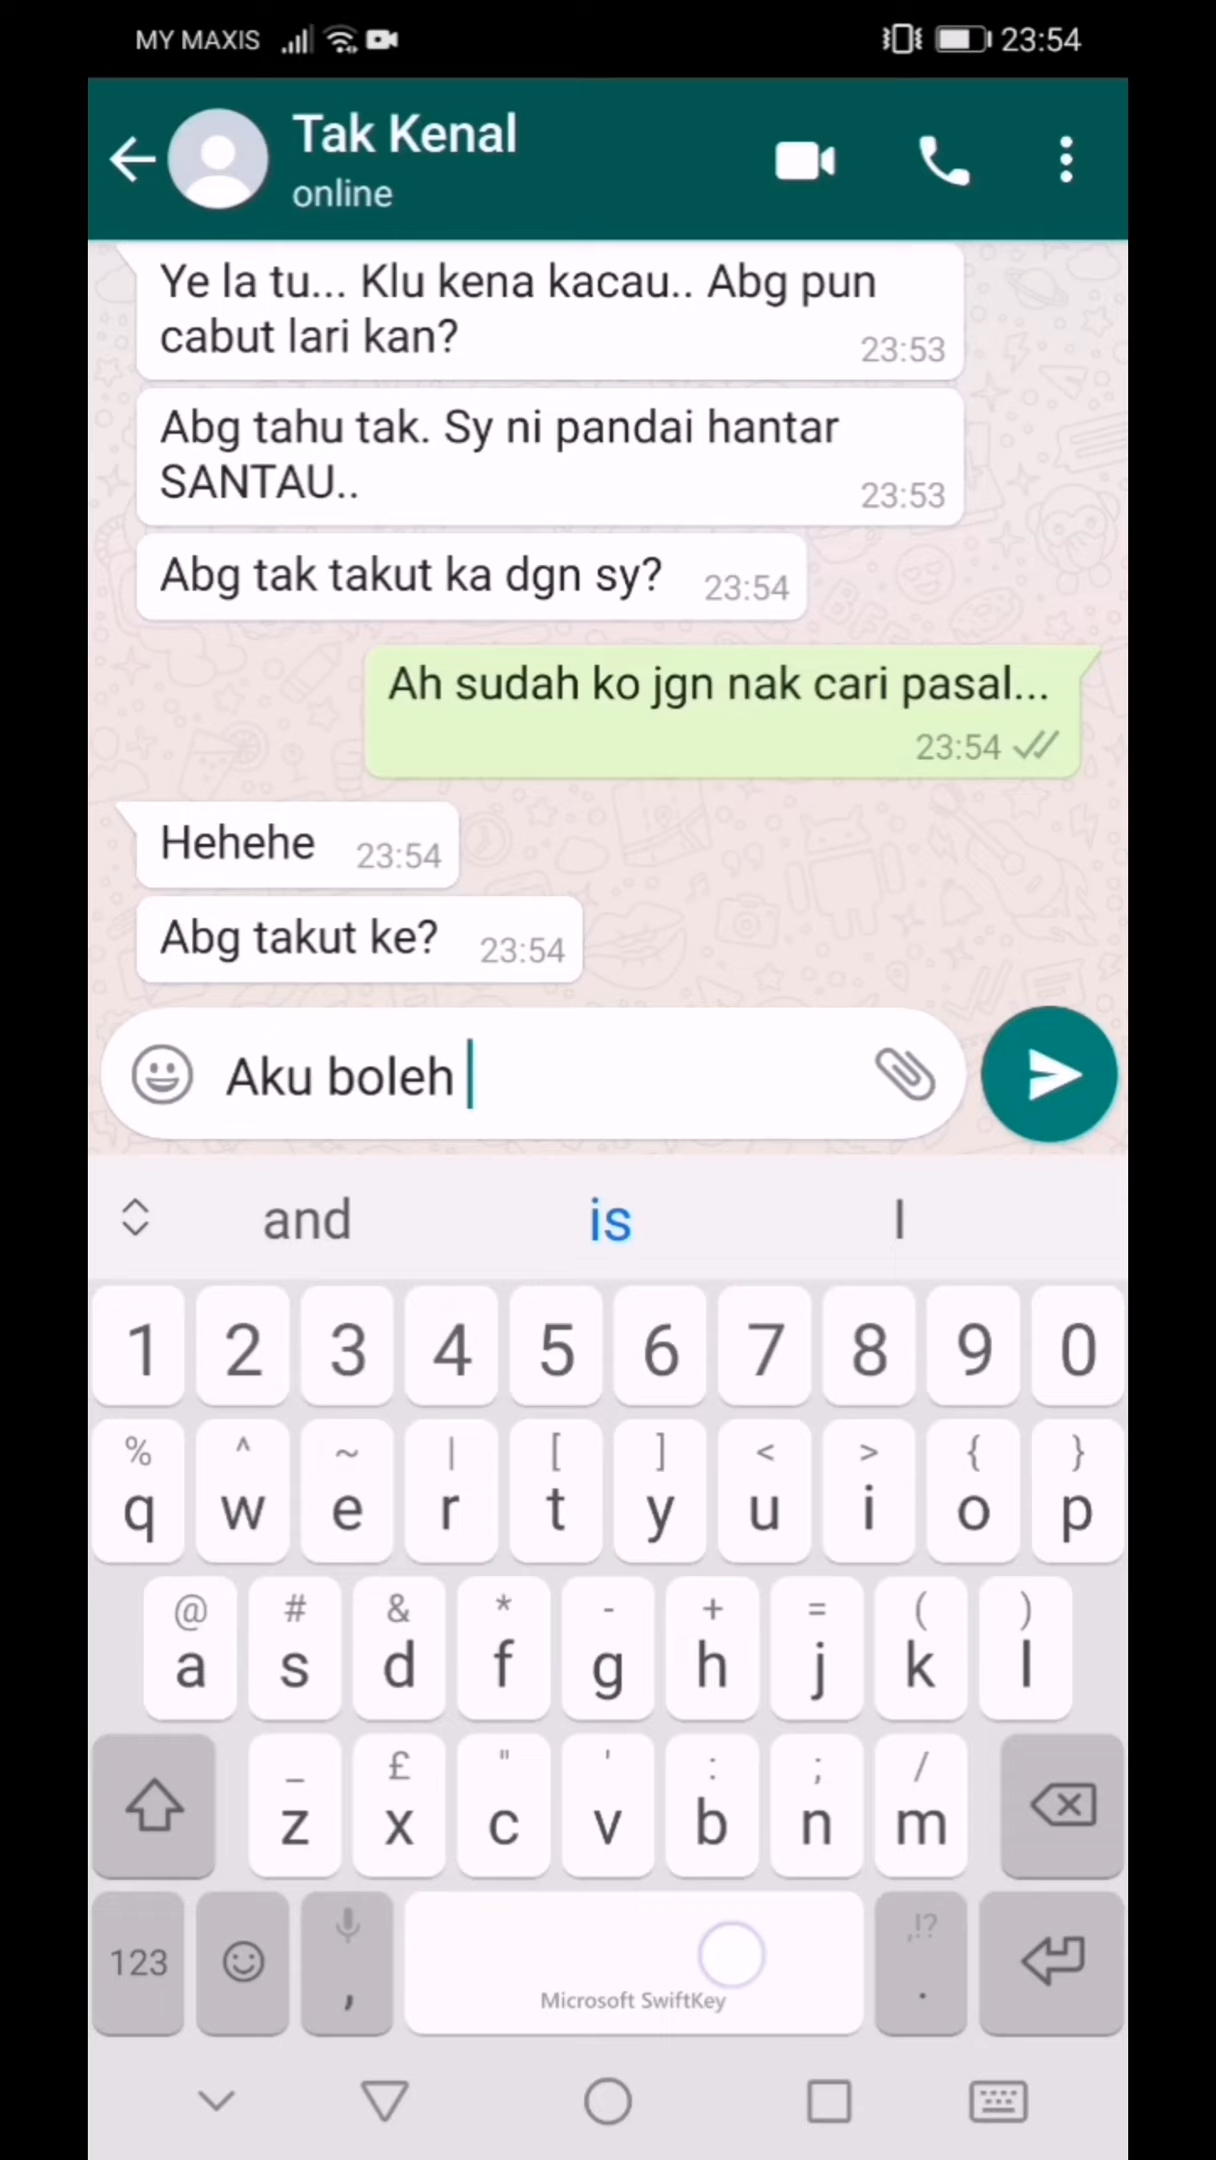 MY MAXIS 23:54
Tak Kenal
online
Ye la tu... Klu kena kacau.. Abg pun
cabut lari kan? 23:53
Abg tahu tak. Sy ni pandai hantar
SANTAU.. 23:53
Abg tak takut ka dgn sy? 23:54
Ah sudah ko jgn nak cari pasal...
23:54
Hehehe 23:54
Abg takut ke? 23:54
Aku boleh
and is I
1 2 3 4 5 6 7 8 9 0
% ^ ~ | [ ] < > { }
q w e r t y u i o p
@ # & * - + = ( )
a s d f g h j k l
_ £ " ' : ; /
z x c v b n m
123 , Microsoft SwiftKey ,!? .